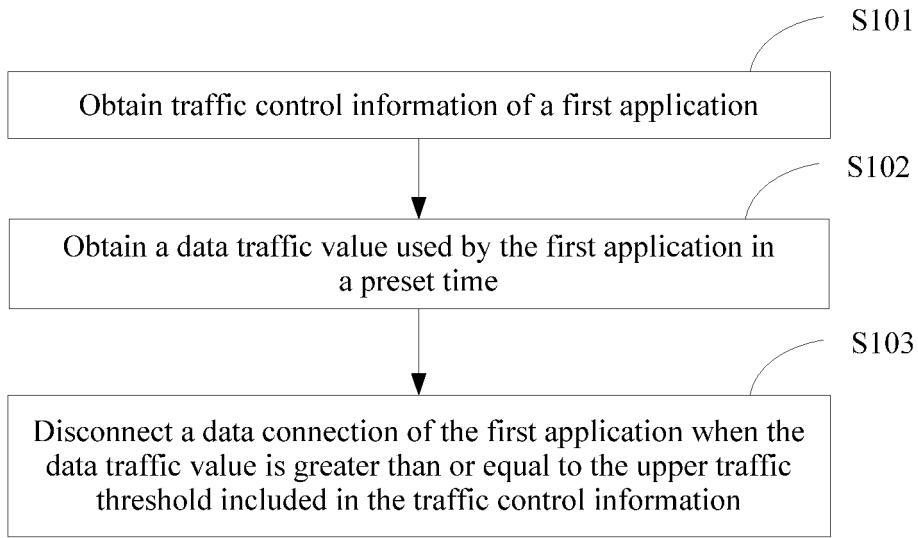 S101
Obtain traffic control information of a first application
S102
Obtain a data traffic value used by the first application in
a preset time
S103
Disconnect a data connection of the first application when the
data traffic value is greater than or equal to the upper traffic
threshold included in the traffic control information